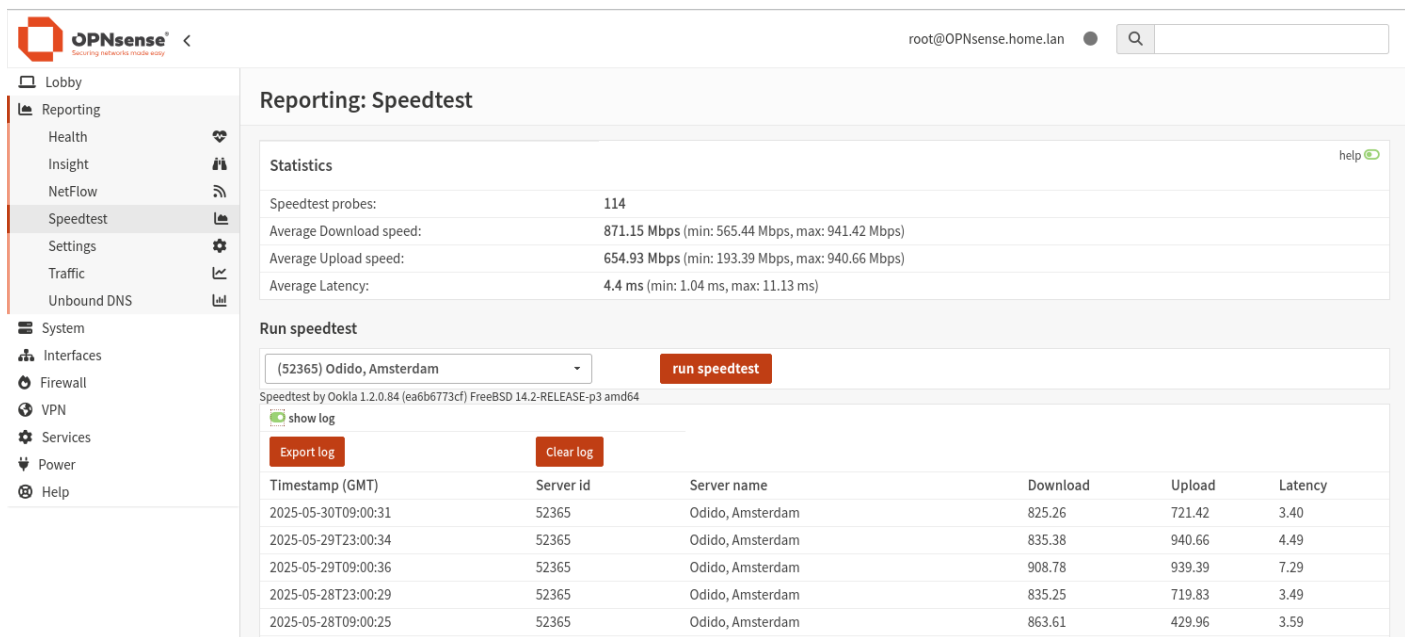 OPNsense®
Securing networks made easy
root@OPNsense.home.lan
Lobby
Reporting
Health
Insight
NetFlow
Speedtest
Settings
Traffic
Unbound DNS
System
Interfaces
Firewall
VPN
Services
Power
Help
Reporting: Speedtest
Statistics
help
Speedtest probes: 114
Average Download speed: 871.15 Mbps (min: 565.44 Mbps, max: 941.42 Mbps)
Average Upload speed: 654.93 Mbps (min: 193.39 Mbps, max: 940.66 Mbps)
Average Latency: 4.4 ms (min: 1.04 ms, max: 11.13 ms)
Run speedtest
(52365) Odido, Amsterdam
run speedtest
Speedtest by Ookla 1.2.0.84 (ea6b6773cf) FreeBSD 14.2-RELEASE-p3 amd64
show log
Export log Clear log
Timestamp (GMT) Server id Server name Download Upload Latency
2025-05-30T09:00:31 52365 Odido, Amsterdam 825.26 721.42 3.40
2025-05-29T23:00:34 52365 Odido, Amsterdam 835.38 940.66 4.49
2025-05-29T09:00:36 52365 Odido, Amsterdam 908.78 939.39 7.29
2025-05-28T23:00:29 52365 Odido, Amsterdam 835.25 719.83 3.49
2025-05-28T09:00:25 52365 Odido, Amsterdam 863.61 429.96 3.59